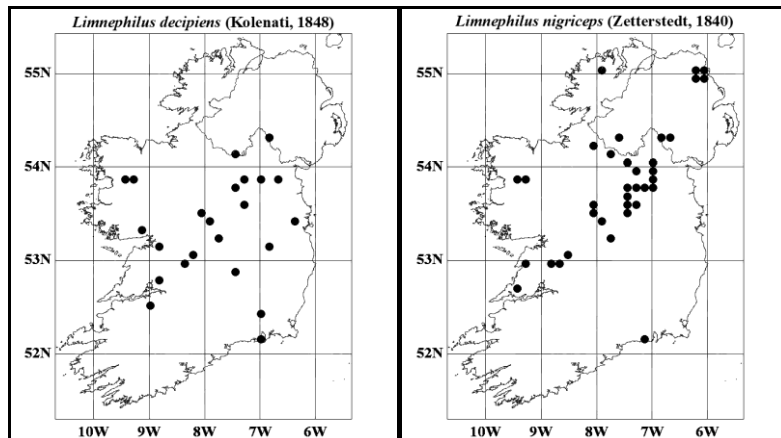 Limnephilus decipiens (Kolenati, 1848)
55N
54N
53N
52N
10W 9W 8W 7W 6W
Limnephilus nigriceps (Zetterstedt, 1840)
55N
54N
53N
52N
10W 9W 8W 7W 6W